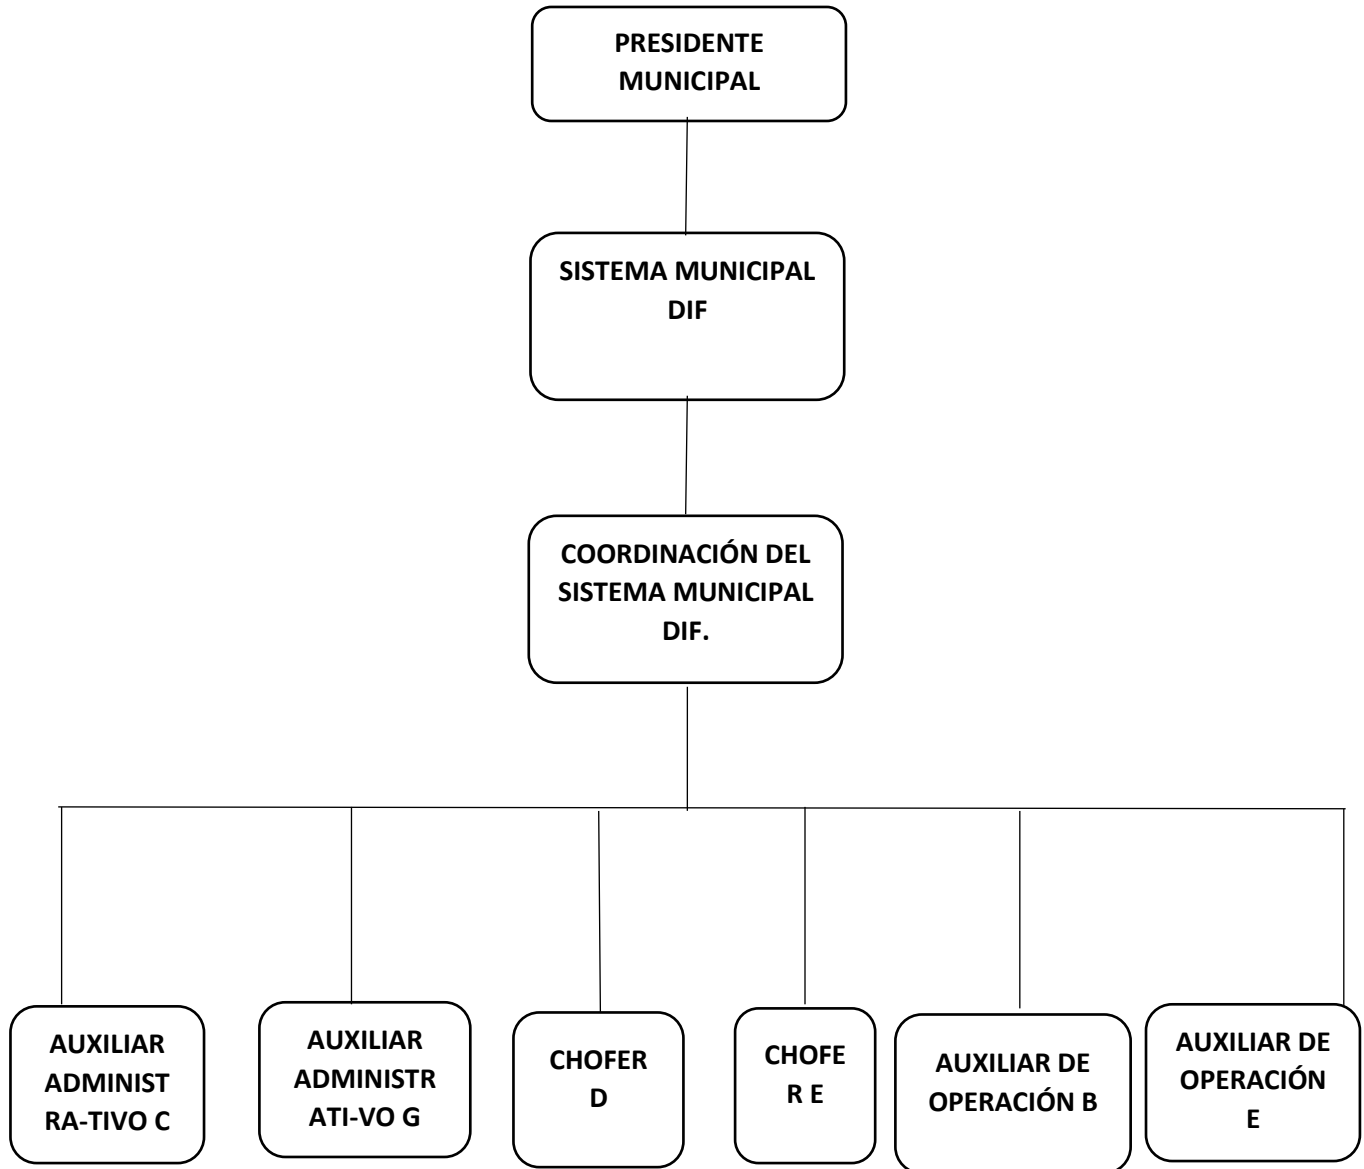 PRESIDENTE
MUNICIPAL
SISTEMA MUNICIPAL
DIF
COORDINACIÓN DEL
SISTEMA MUNICIPAL
DIF.
AUXILIAR
ADMINIST
RA-TIVO C
AUXILIAR
ADMINISTR
ATI-VO G
CHOFER
D
CHOFE
R E
AUXILIAR DE
OPERACIÓN B
AUXILIAR DE
OPERACIÓN
E